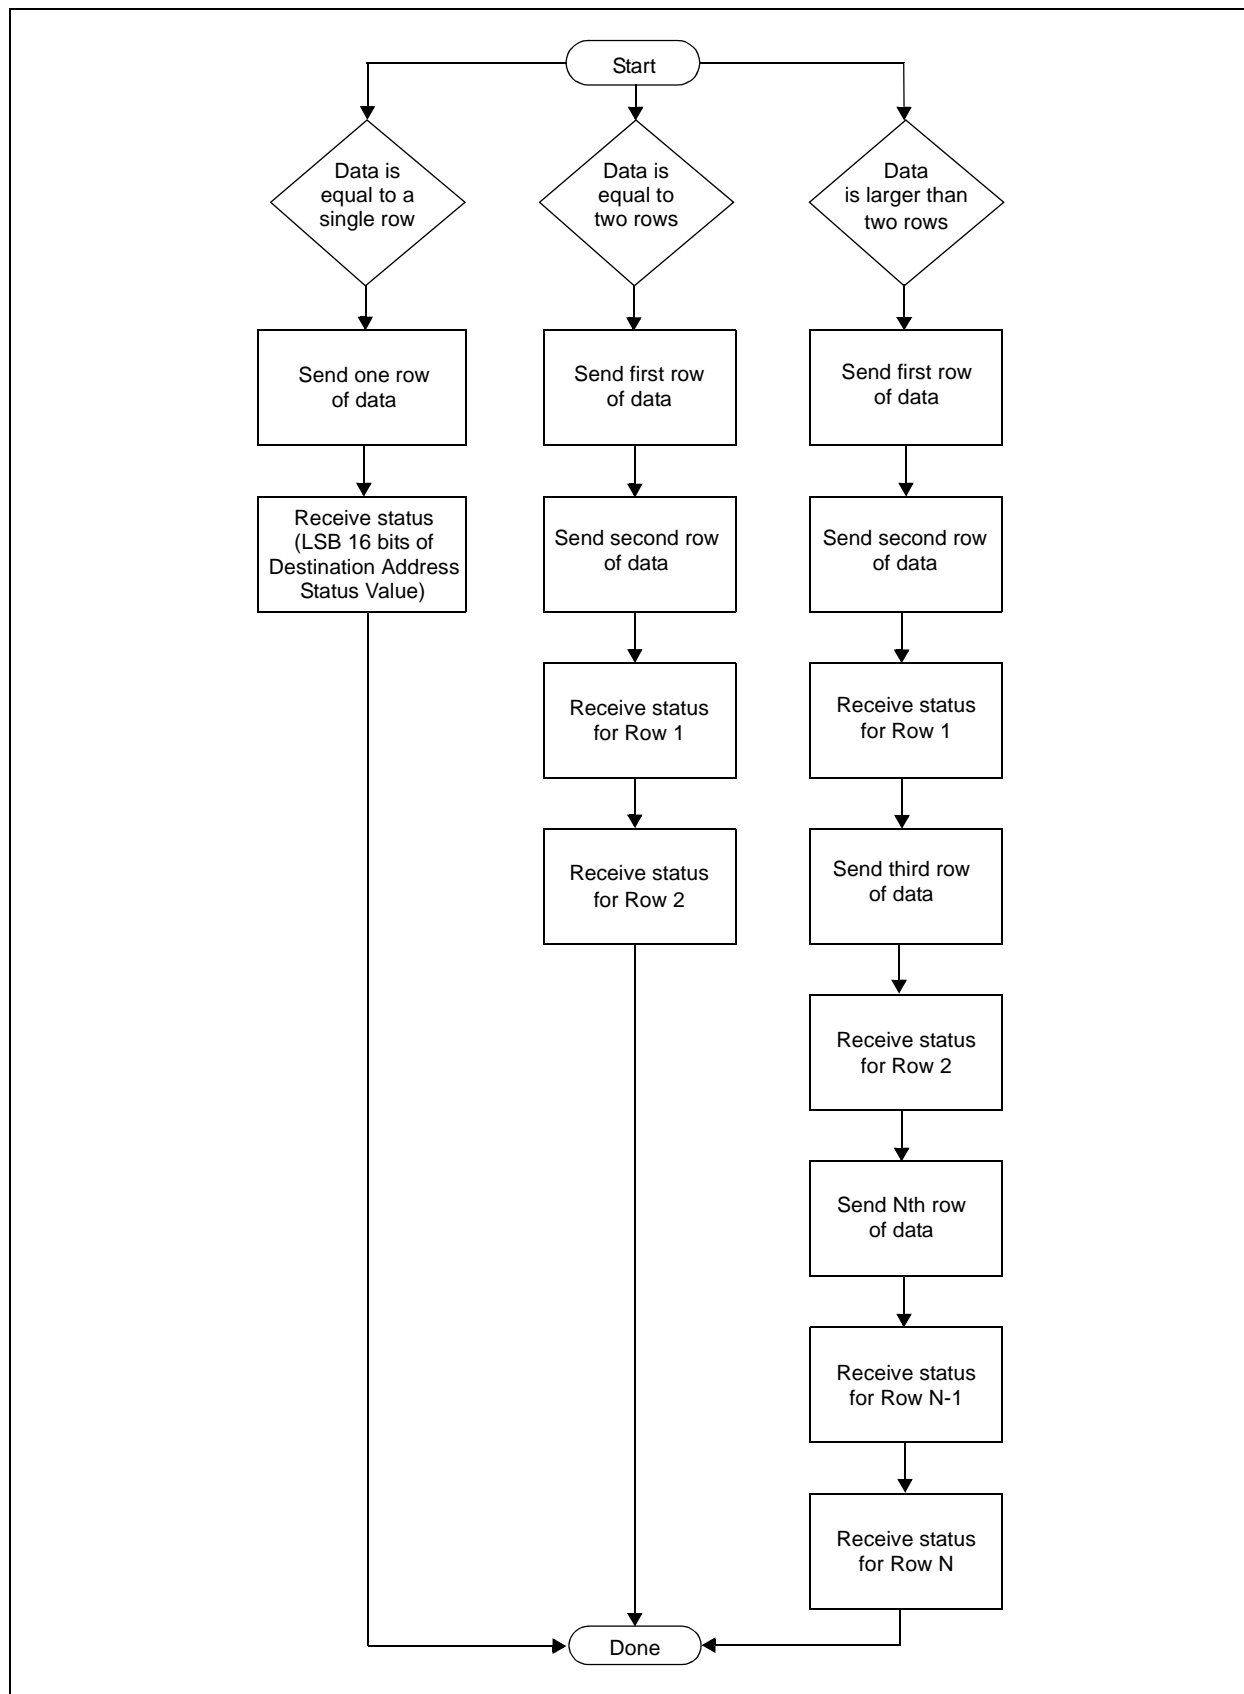 Start
Data is
equal to a
single row
Data is
equal to
two rows
Data
is larger than
two rows
Send one row
of data
Send first row
of data
Send first row
of data
Receive status
(LSB 16 bits of
Destination Address
Status Value)
Send second row
of data
Send second row
of data
Receive status
for Row 1
Receive status
for Row 1
Receive status
for Row 2
Send third row
of data
Receive status
for Row 2
Send Nth row
of data
Receive status
for Row N-1
Receive status
for Row N
Done